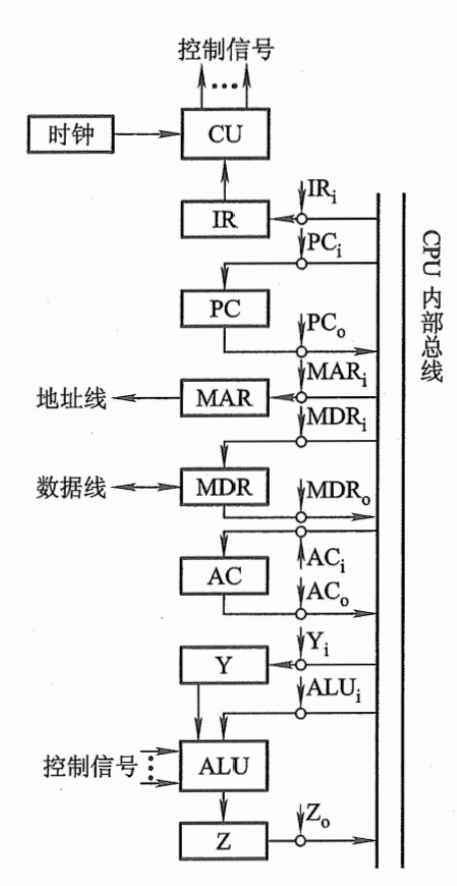 控制信号
时钟
CU
IR
IRi
PCi
PC
PCo
MARi
地址线
MAR
MDRi
数据线
MDR
MDRo
ACi
AC
ACo
Yi
Y
ALUi
控制信号
ALU
Zo
Z
CPU 内部总线